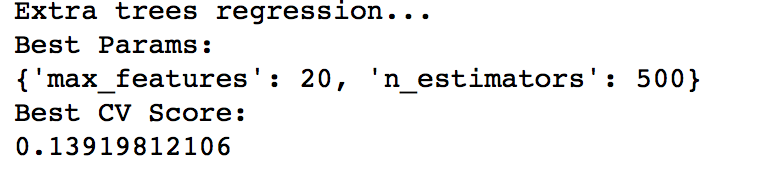 Extra trees regression...
Best Params:
{'max_features': 20, 'n_estimators': 500}
Best CV Score:
0.13919812106